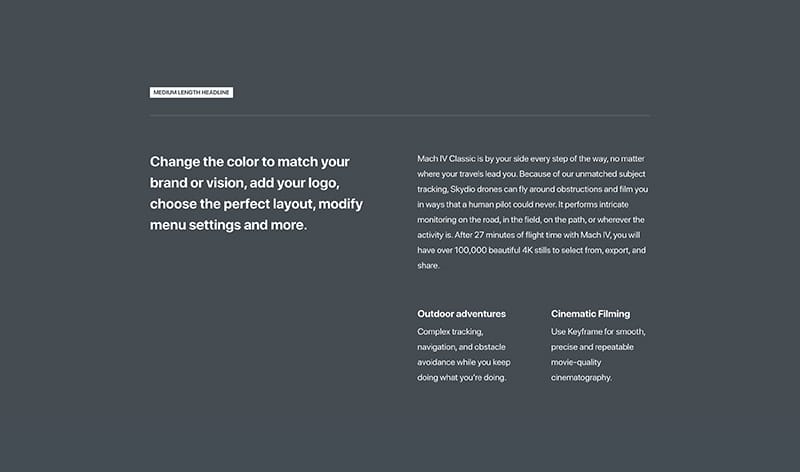 MEDIUM LENGTH HEADLINE
Change the color to match your
brand or vision, add your logo,
choose the perfect layout, modify
menu settings and more.
Mach IV Classic is by your side every step of the way, no matter
where your travels lead you. Because of our unmatched subject
tracking, Skydio drones can fly around obstructions and film you
in ways that a human pilot could never. It performs intricate
monitoring on the road, in the field, on the path, or wherever the
activity is. After 27 minutes of flight time with Mach IV, you will
have over 100,000 beautiful 4K stills to select from, export, and
share.
Outdoor adventures
Complex tracking,
navigation, and obstacle
avoidance while you keep
doing what you're doing.
Cinematic Filming
Use Keyframe for smooth,
precise and repeatable
movie-quality
cinematography.